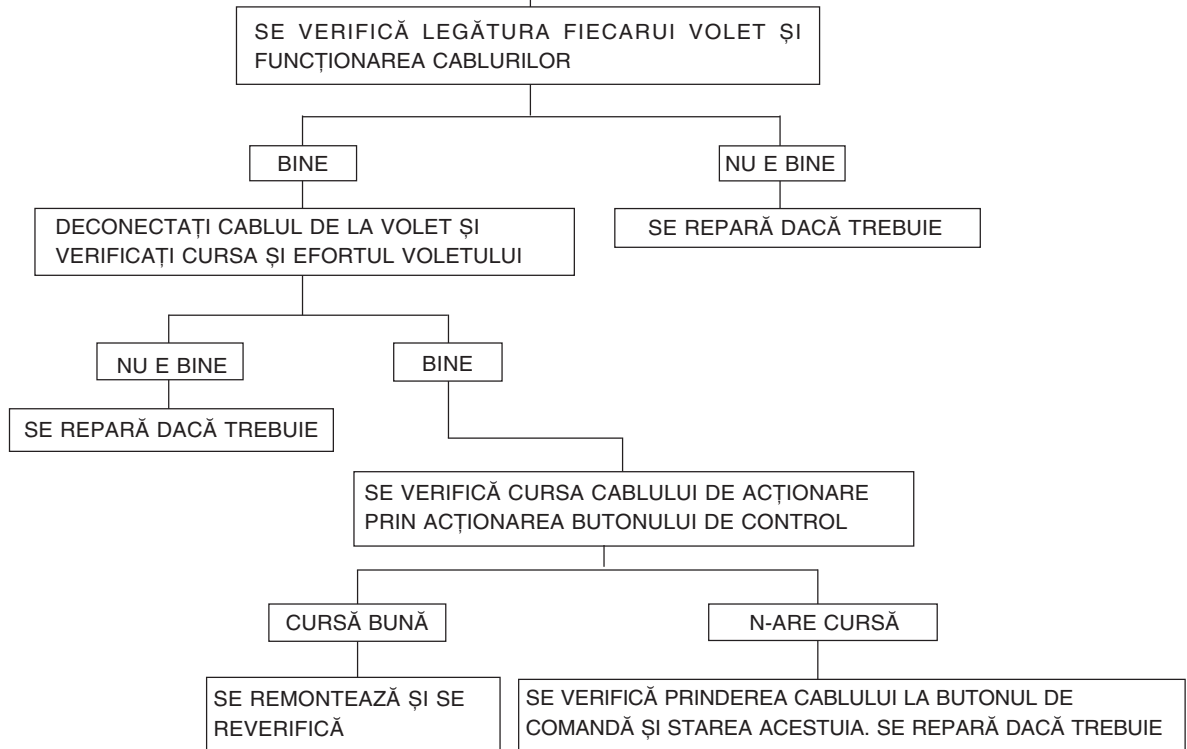 SE VERIFICĂ LEGĂTURA FIECARUI VOLET ȘI
FUNCȚIONAREA CABLURILOR
BINE
NU E BINE
DECONECTAȚI CABLUL DE LA VOLET ȘI
VERIFICAȚI CURSA ȘI EFORTUL VOLETULUI
SE REPARĂ DACĂ TREBUIE
NU E BINE
BINE
SE REPARĂ DACĂ TREBUIE
SE VERIFICĂ CURSA CABLULUI DE ACȚIONARE
PRIN ACȚIONAREA BUTONULUI DE CONTROL
CURSĂ BUNĂ
N-ARE CURSĂ
SE REMONTEAZĂ ȘI SE
REVERIFICĂ
SE VERIFICĂ PRINDEREA CABLULUI LA BUTONUL DE
COMANDĂ ȘI STAREA ACESTUIA. SE REPARĂ DACĂ TREBUIE